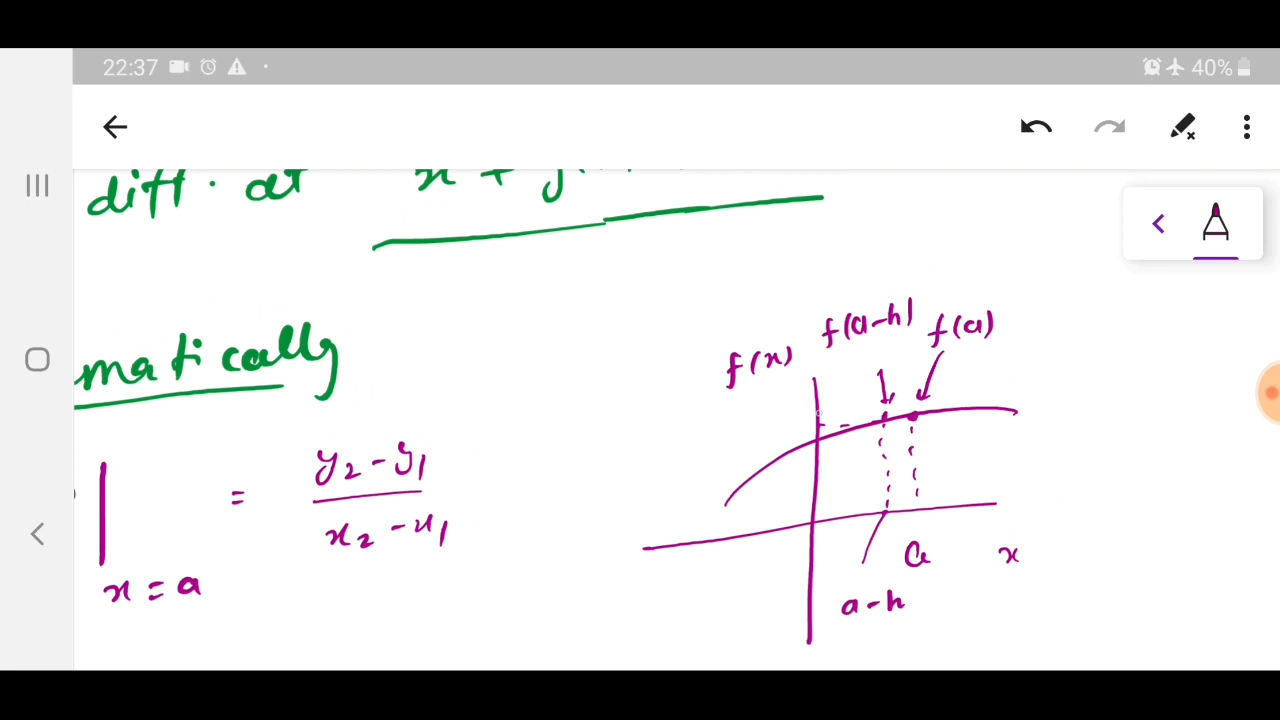 22:37
40%
diff. at
matically
f(x) f(a-h) f(a)
= y2 - y1
x2 - x1
x = a
a x
a-h